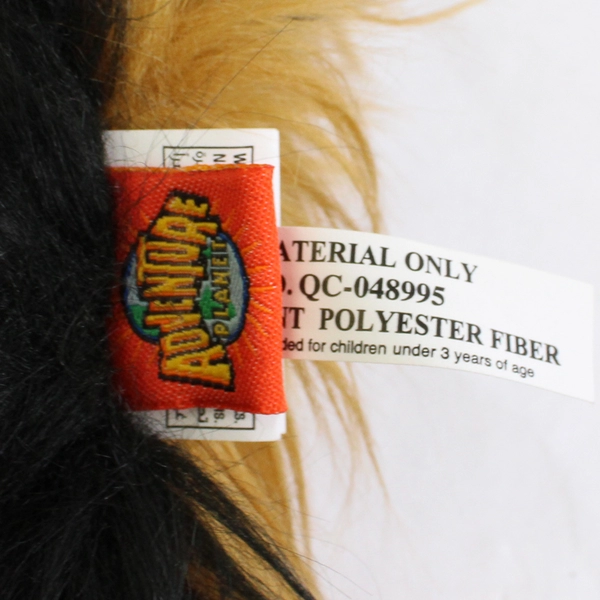 ADVENTURE
PLANET
ATERIAL ONLY
O. QC-048995
NT POLYESTER FIBER
ded for children under 3 years of age